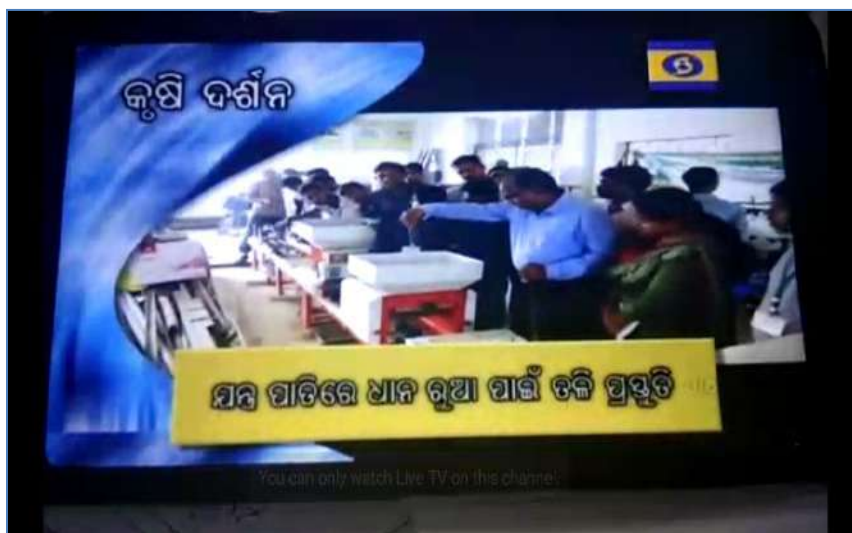 କୃଷି ଦର୍ଶନ
ଯନ୍ତ୍ର ପାତିରେ ଧାନ ରୁଆ ପାଇଁ ତଳି ପ୍ରସ୍ତୁତି
You can only watch Live TV on this channel.